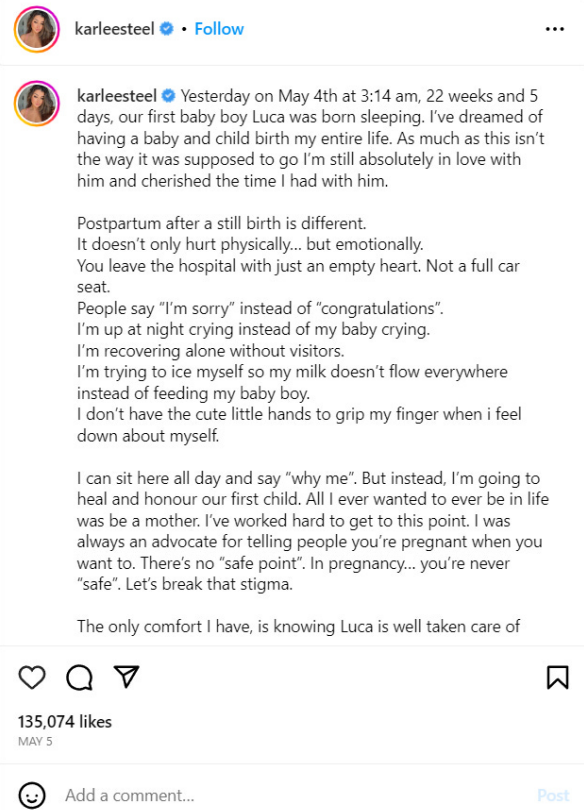 karleesteel • Follow
karleesteel Yesterday on May 4th at 3:14 am, 22 weeks and 5
days, our first baby boy Luca was born sleeping. I've dreamed of
having a baby and child birth my entire life. As much as this isn't
the way it was supposed to go I'm still absolutely in love with
him and cherished the time I had with him.
Postpartum after a still birth is different.
It doesn't only hurt physically... but emotionally.
You leave the hospital with just an empty heart. Not a full car
seat.
People say "I'm sorry" instead of "congratulations".
I'm up at night crying instead of my baby crying.
I'm recovering alone without visitors.
I'm trying to ice myself so my milk doesn't flow everywhere
instead of feeding my baby boy.
I don't have the cute little hands to grip my finger when i feel
down about myself.
I can sit here all day and say "why me". But instead, I'm going to
heal and honour our first child. All I ever wanted to ever be in life
was be a mother. I've worked hard to get to this point. I was
always an advocate for telling people you're pregnant when you
want to. There's no "safe point". In pregnancy... you're never
"safe". Let's break that stigma.
The only comfort I have, is knowing Luca is well taken care of
135,074 likes
MAY 5
Add a comment...
Post